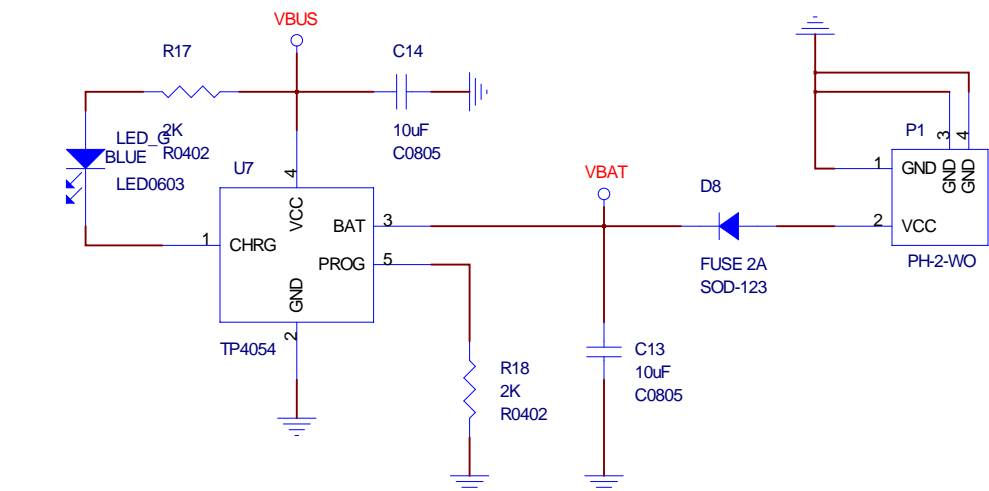 VBUS
R17
C14
2K
R0402
10uF
C0805
LED_G
BLUE
LED0603
U7
4
VCC
1
CHRG
BAT
3
PROG
5
GND
2
TP4054
R18
2K
R0402
VBAT
C13
10uF
C0805
D8
FUSE 2A
SOD-123
P1
3
4
1
GND
GND
GND
2
VCC
PH-2-WO